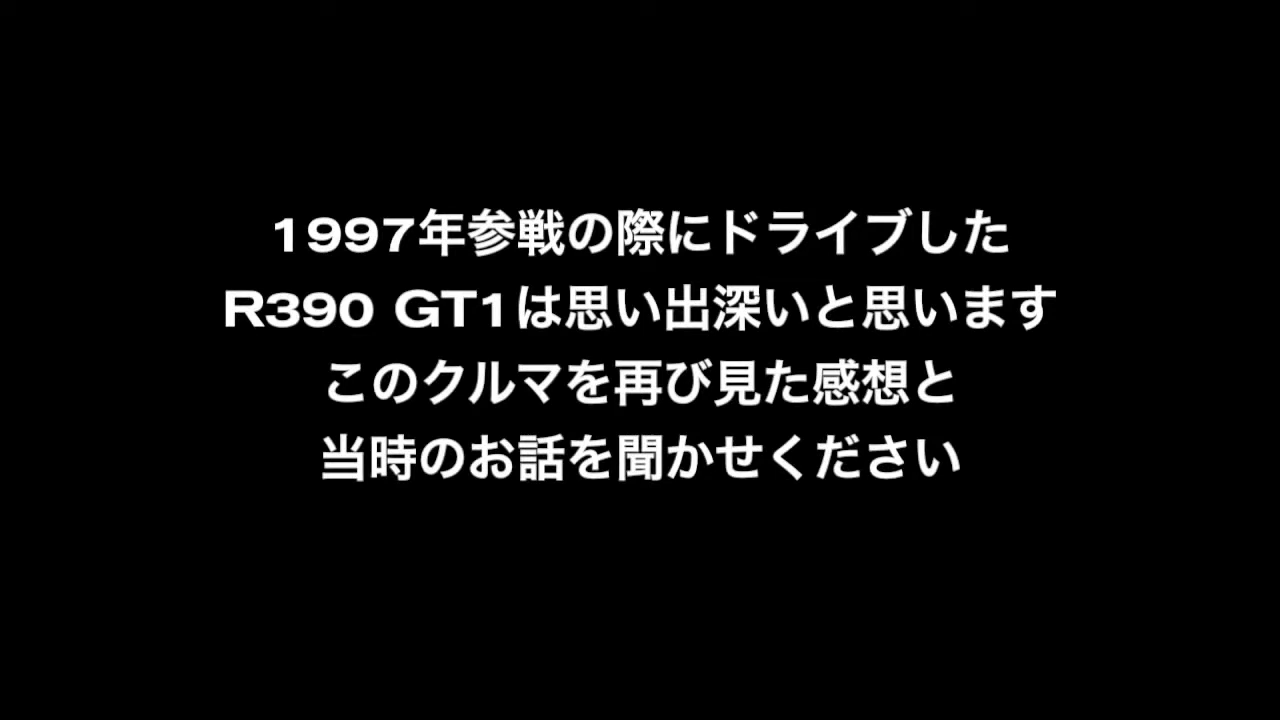 1997年参戦の際にドライブした
R390 GT1は思い出深いと思います
このクルマを再び見た感想と
当時のお話を聞かせください